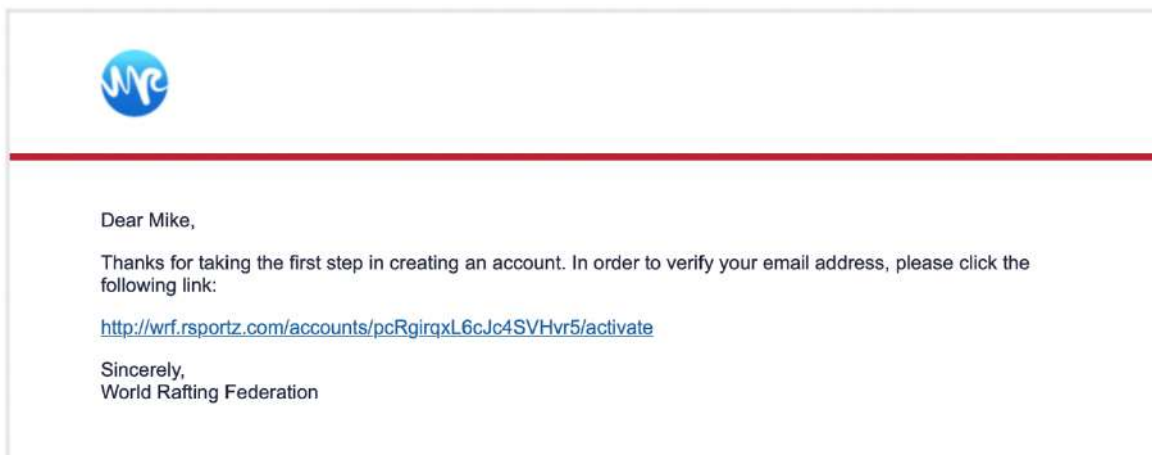 Dear Mike,
Thanks for taking the first step in creating an account. In order to verify your email address, please click the
following link:
http://wrf.rsportz.com/accounts/pcRgirqxL6cJc4SVHvr5/activate
Sincerely,
World Rafting Federation